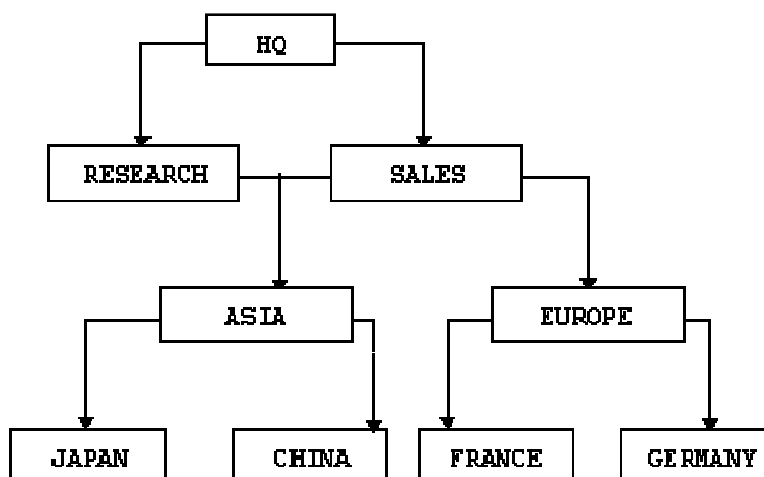 HQ
RESEARCH
SALES
ASIA
EUROPE
JAPAN
CHINA
FRANCE
GERMANY